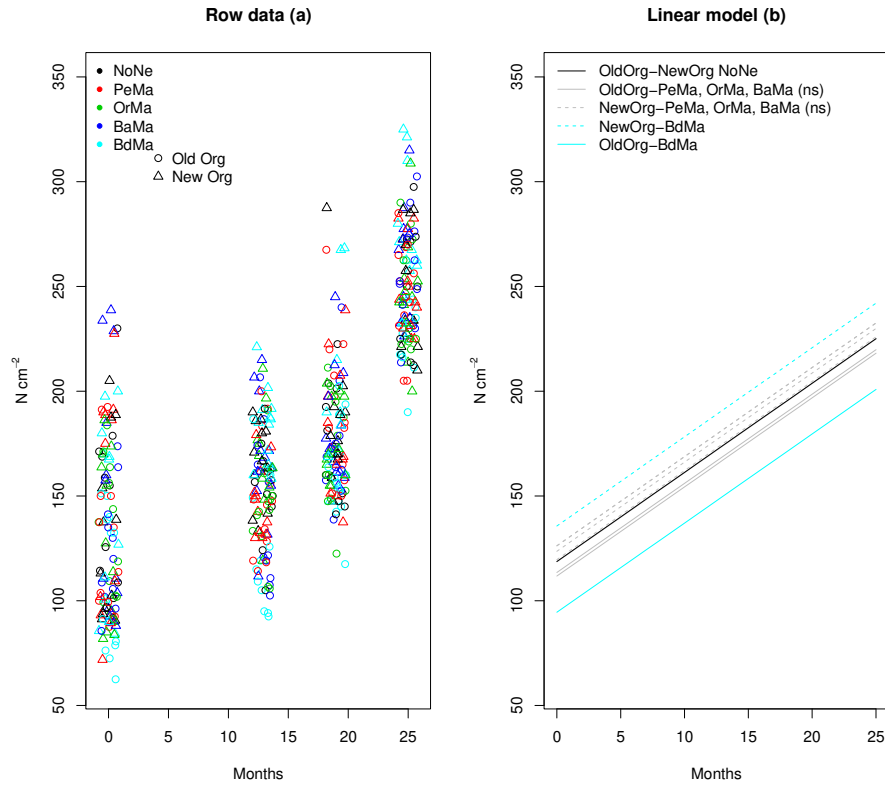 Row data (a)
NoNe
PeMa
OrMa
BaMa
BdMa
Old Org
New Org
350
300
250
200
150
100
50
N cm−2
0 5 10 15 20 25
Months
Linear model (b)
OldOrg−NewOrg NoNe
OldOrg−PeMa, OrMa, BaMa (ns)
NewOrg−PeMa, OrMa, BaMa (ns)
NewOrg−BdMa
OldOrg−BdMa
350
300
250
200
150
100
50
N cm−2
0 5 10 15 20 25
Months